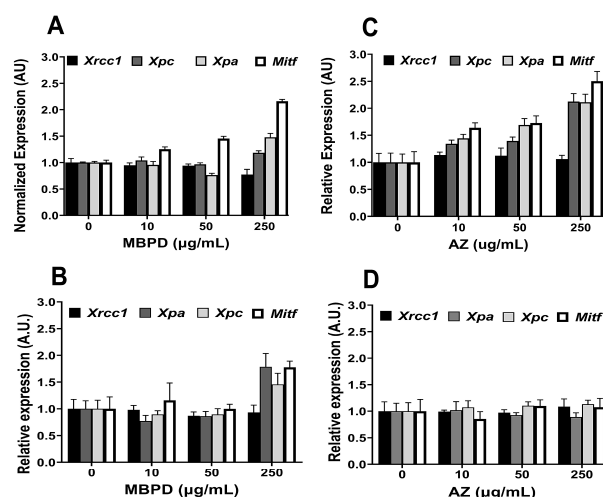 A
Xrcc1 Xpc Xpa Mitf
Normalized Expression (AU)
3.0
2.5
2.0
1.5
1.0
0.5
0.0
0 10 50 250
MBPD (µg/mL)
C
Xrcc1 Xpc Xpa Mitf
Relative Expression (AU)
3.0
2.5
2.0
1.5
1.0
0.5
0.0
0 10 50 250
AZ (ug/mL)
B
Xrcc1 Xpa Xpc Mitf
Relative expression (A.U.)
3.0
2.5
2.0
1.5
1.0
0.5
0.0
0 10 50 250
MBPD (µg/mL)
D
Xrcc1 Xpa Xpc Mitf
Relative expression (A.U.)
3.0
2.5
2.0
1.5
1.0
0.5
0.0
0 10 50 250
AZ (µg/mL)